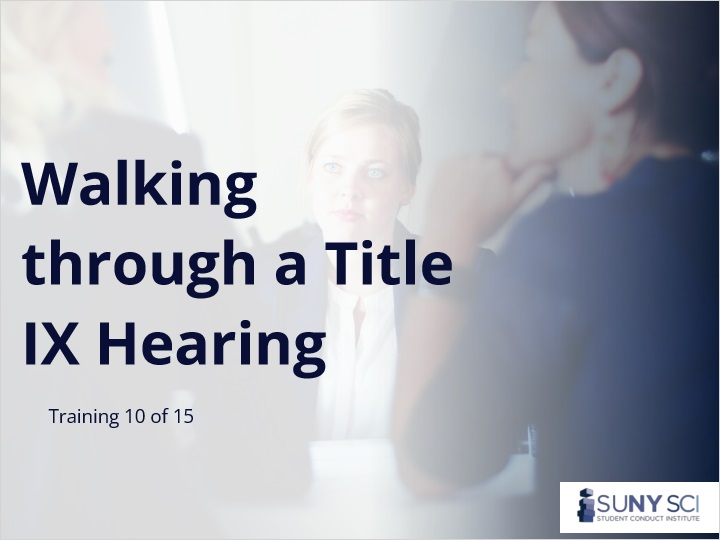 Walking
through a Title
IX Hearing
Training 10 of 15
SUNY SCI
STUDENT CONDUCT INSTITUTE